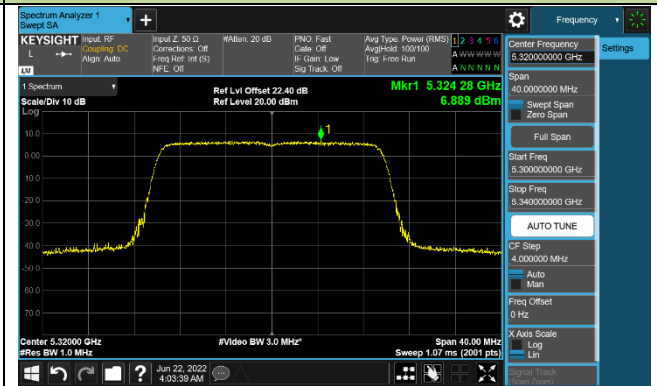 Spectrum Analyzer 1
Swept SA
+
Frequency
KEYSIGHT
L
LXI
Input: RF
Coupling: DC
Align: Auto
Input Z: 50 Ω
Corrections: Off
Freq Ref: Int (S)
NFE: Off
#Atten: 20 dB
PNO: Fast
Gate: Off
IF Gain: Low
Sig Track: Off
Avg Type: Power (RMS)
Avg|Hold: 100/100
Trig: Free Run
1 2 3 4 5 6
A W W W W W
A N N N N N
1 Spectrum
Scale/Div 10 dB
Log
Ref Lvl Offset 22.40 dB
Ref Level 20.00 dBm
Mkr1 5.324 28 GHz
6.889 dBm
1
10.0
0.00
-10.0
-20.0
-30.0
-40.0
-50.0
-60.0
-70.0
Center 5.32000 GHz
#Res BW 1.0 MHz
#Video BW 3.0 MHz*
Span 40.00 MHz
Sweep 1.07 ms (2001 pts)
Center Frequency
5.320000000 GHz
Settings
Span
40.0000000 MHz
Swept Span
Zero Span
Full Span
Start Freq
5.300000000 GHz
Stop Freq
5.340000000 GHz
AUTO TUNE
CF Step
4.000000 MHz
Auto
Man
Freq Offset
0 Hz
X Axis Scale
Log
Lin
Signal Track
(Span Zoom)
?
Jun 22, 2022
4:03:39 AM